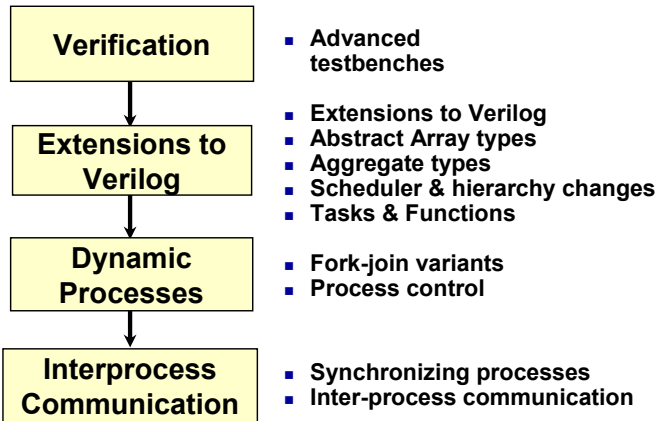 Verification
Advanced
testbenches
Extensions to
Verilog
Extensions to Verilog
Abstract Array types
Aggregate types
Scheduler & hierarchy changes
Tasks & Functions
Dynamic
Processes
Fork-join variants
Process control
Interprocess
Communication
Synchronizing processes
Inter-process communication